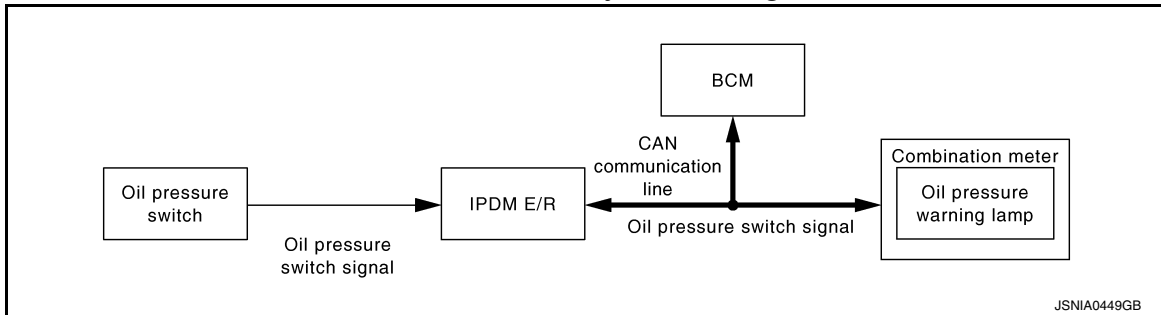 BCM
CAN
communication
line
Combination meter
Oil pressure
switch
IPDM E/R
Oil pressure
warning lamp
Oil pressure switch signal
Oil pressure
switch signal
JSNIA0449GB